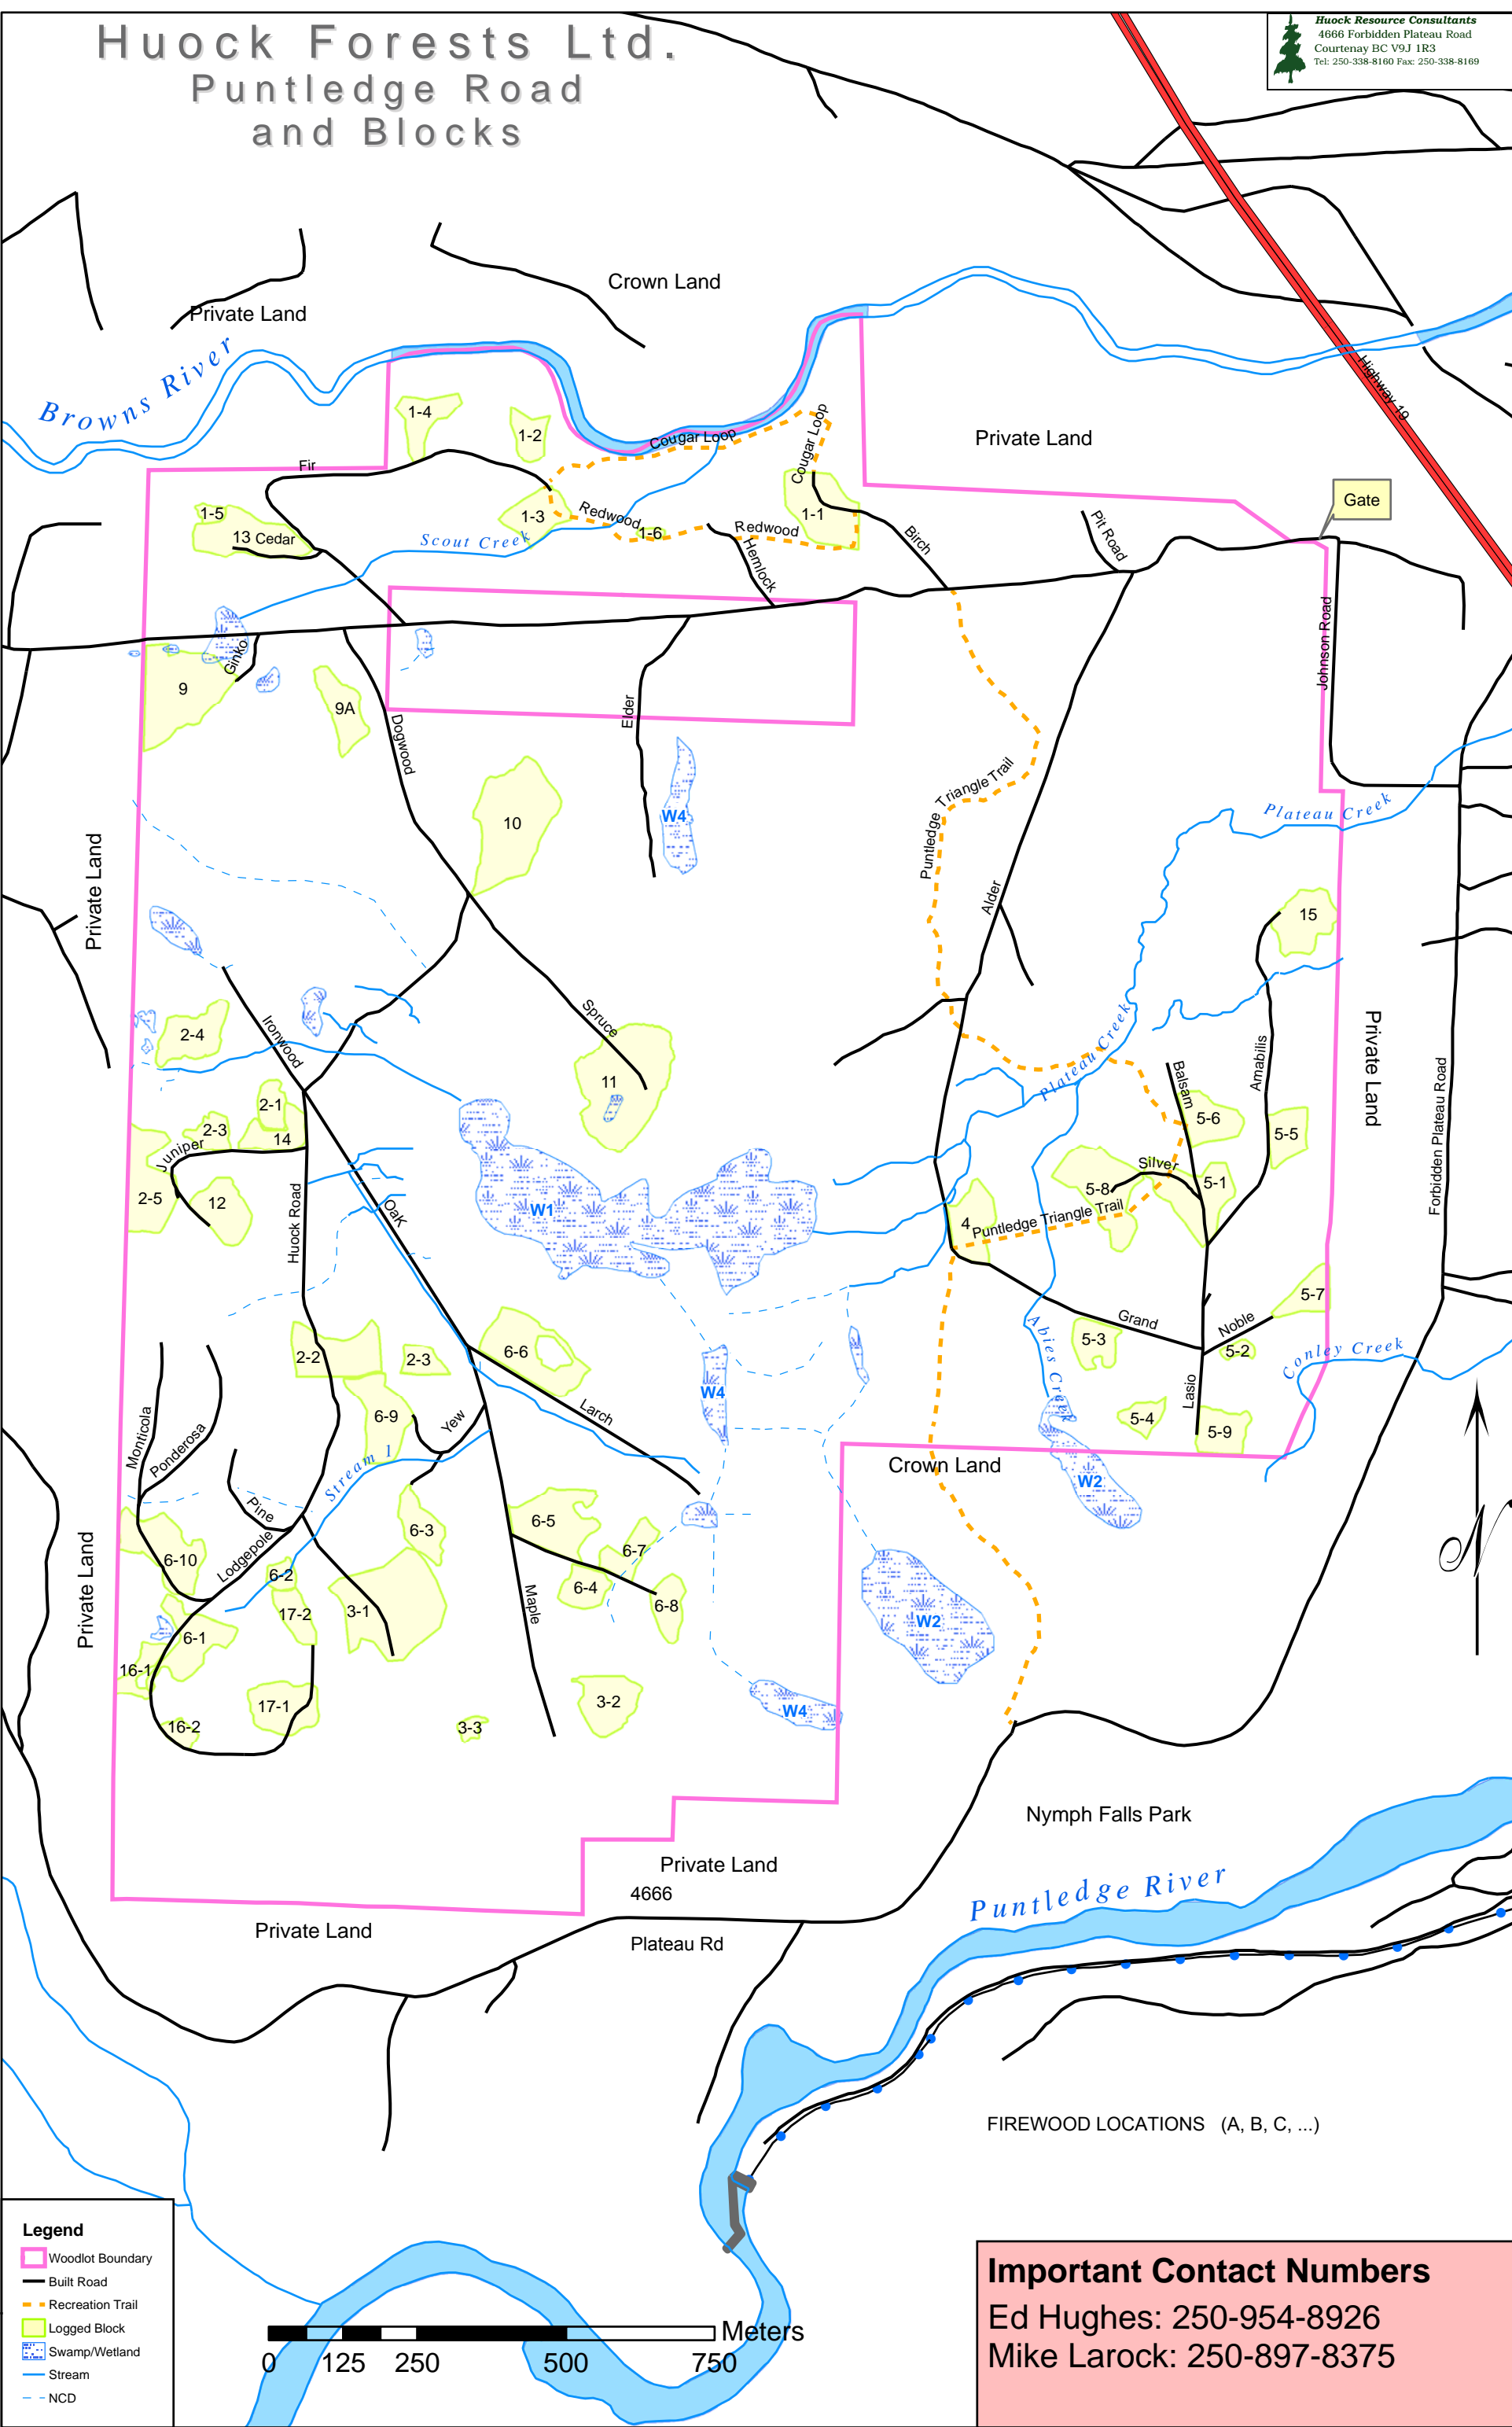 Huock Forests Ltd.
Puntledge Road
and Blocks
Huock Resource Consultants
4666 Forbidden Plateau Road
Courtenay BC V9J 1R3
Tel: 250-338-8160 Fax: 250-338-8169
Crown Land
Private Land
Browns River
Highway 19
1-4
1-2
Cougar Loop
Cougar Loop
Private Land
Fir
Gate
1-5
13 Cedar
1-3
Redwood
1-6
Redwood
1-1
Scout Creek
Hemlock
Birch
Pit Road
Johnson Road
Ginko
9
9A
Dogwood
Elder
Puntledge Triangle Trail
Plateau Creek
10
W4
Private Land
Alder
15
2-4
Ironwood
Spruce
11
Plateau Creek
Balsam
Amabilis
Private Land
Forbidden Plateau Road
2-1
2-3
14
Juniper
5-6
5-5
2-5
12
Huock Road
OaK
W1
Silver
5-8
5-1
4
Puntledge Triangle Trail
5-7
Grand
Noble
5-3
5-2
Abies Creek
Conley Creek
2-2
2-3
6-6
W4
Lasio
5-4
5-9
6-9
Yew
Larch
Monticola
Ponderosa
Stream 1
Crown Land
W2
Pine
Lodgepole
6-3
6-5
6-7
6-10
6-2
6-4
6-8
17-2
3-1
Maple
W2
N
Private Land
6-1
16-1
17-1
16-2
3-3
3-2
W4
Nymph Falls Park
Private Land
4666
Puntledge River
Private Land
Plateau Rd
FIREWOOD LOCATIONS (A, B, C, ...)
Legend
Woodlot Boundary
Built Road
Recreation Trail
Logged Block
Swamp/Wetland
Stream
NCD
Meters
0 125 250 500 750
Important Contact Numbers
Ed Hughes: 250-954-8926
Mike Larock: 250-897-8375